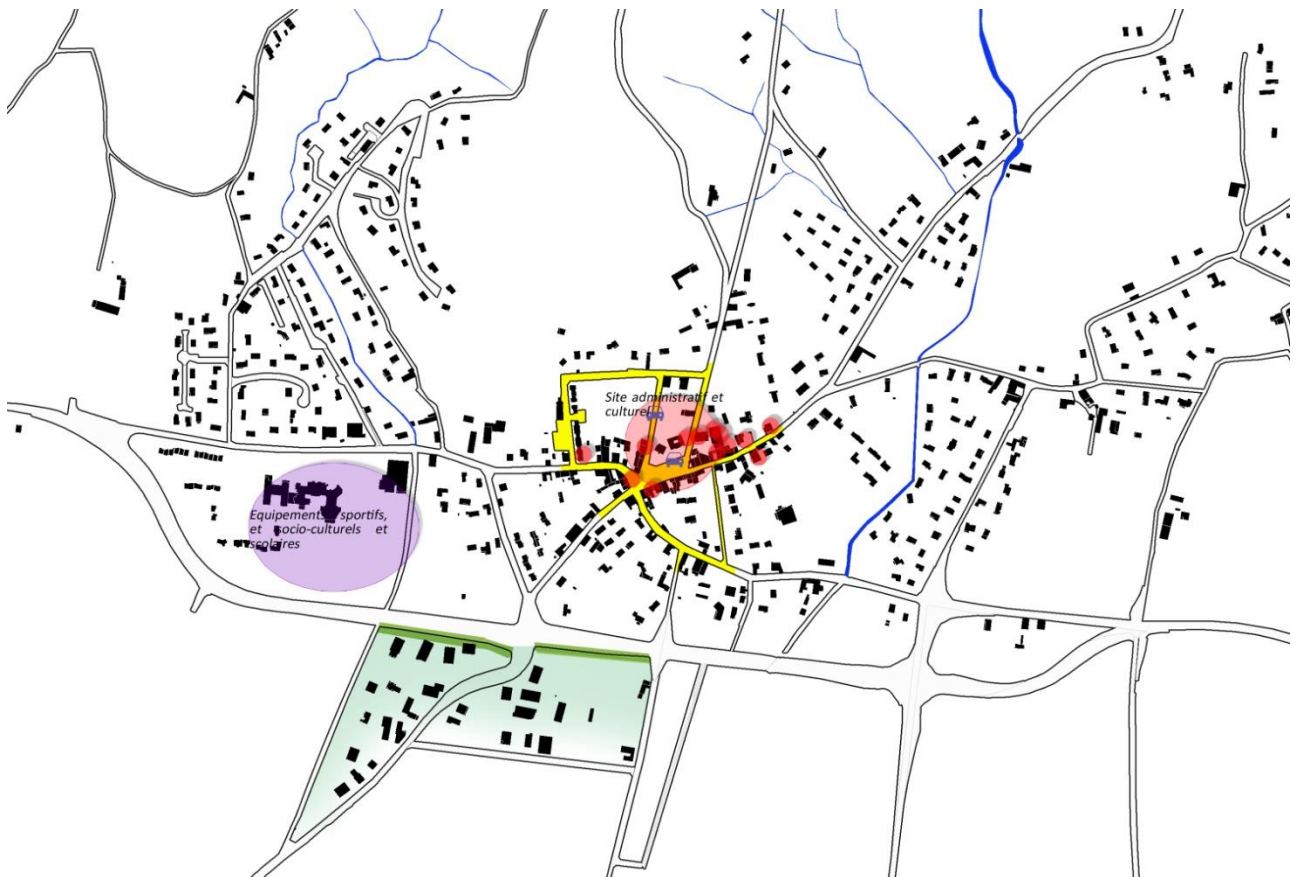 Site administratif et
culturel
Equipements sportifs,
et socio-culturels et
scolaires